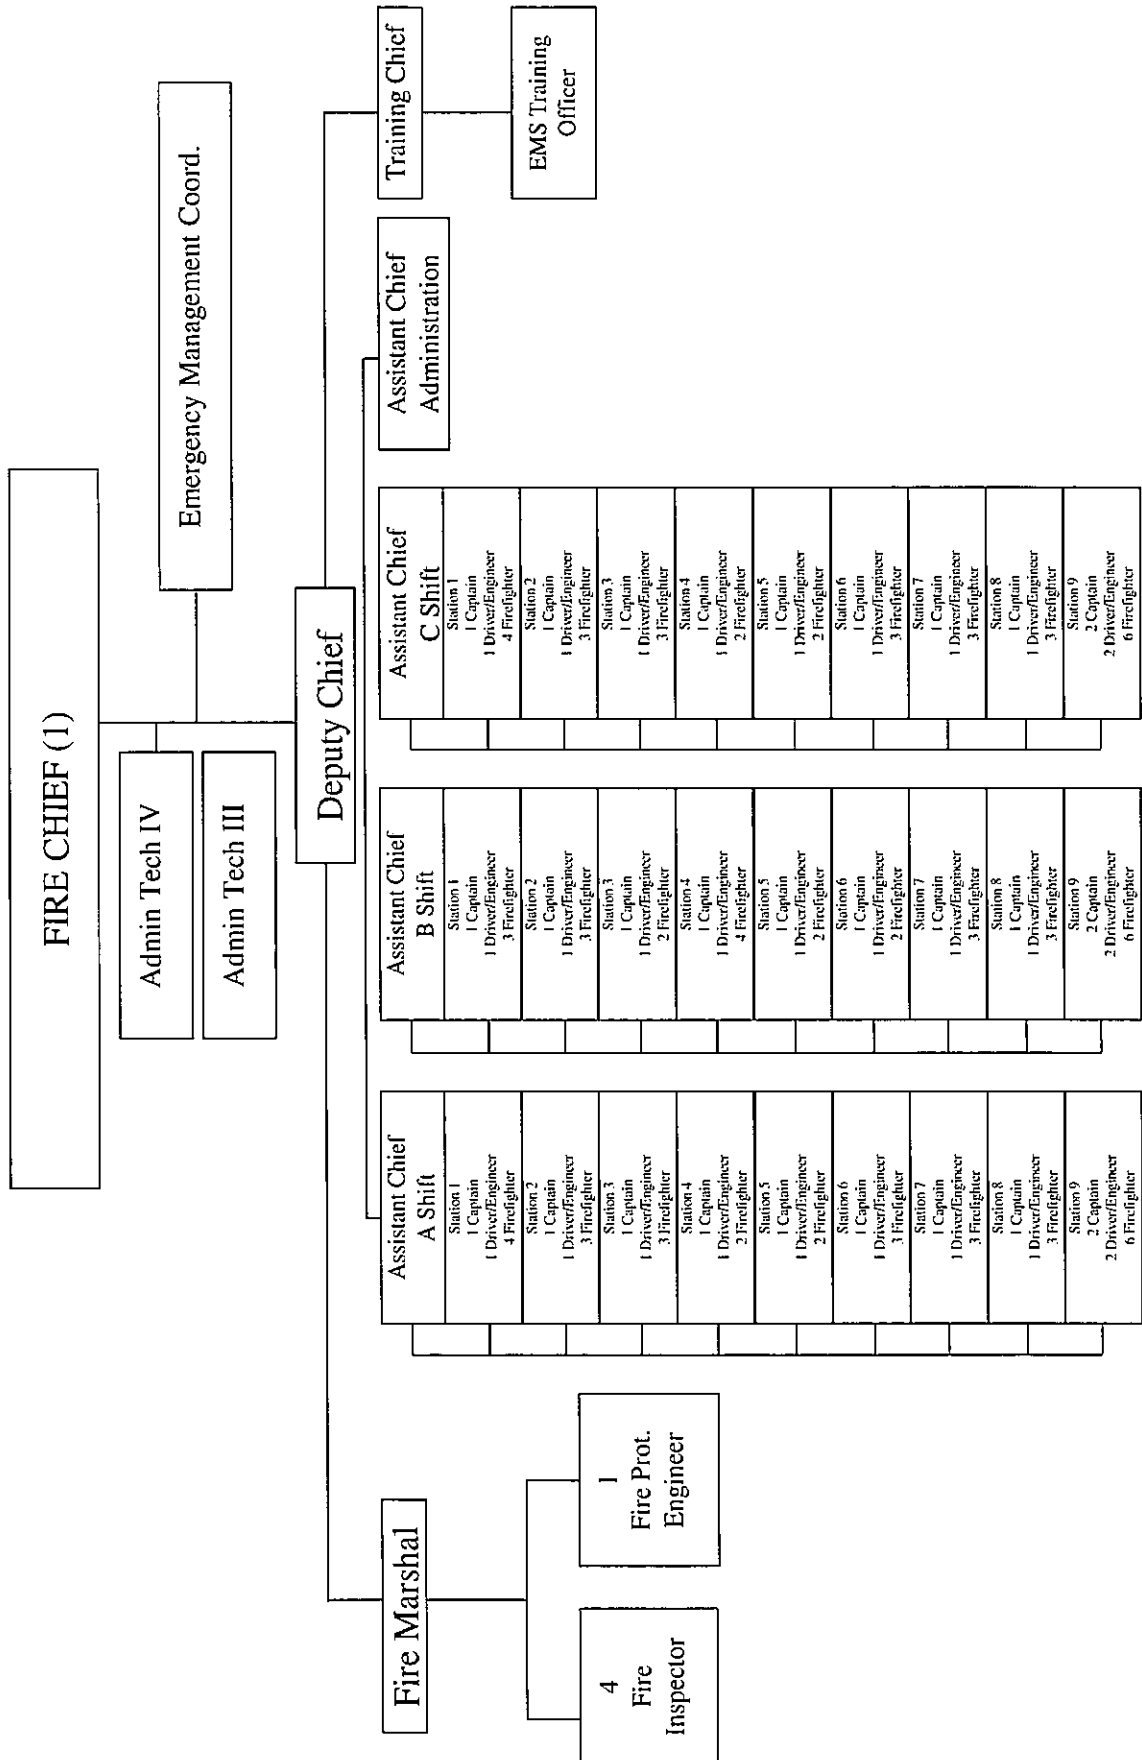 FIRE CHIEF (1)
Admin Tech IV
Admin Tech III
Emergency Management Coord.
Deputy Chief
Fire Marshal
4
Fire
Inspector
1
Fire Prot.
Engineer
Assistant Chief
A Shift
Station 1
1 Captain
1 Driver/Engineer
4 Firefighter
Station 2
1 Captain
1 Driver/Engineer
3 Firefighter
Station 3
1 Captain
1 Driver/Engineer
3 Firefighter
Station 4
1 Captain
1 Driver/Engineer
2 Firefighter
Station 5
1 Captain
1 Driver/Engineer
2 Firefighter
Station 6
1 Captain
1 Driver/Engineer
3 Firefighter
Station 7
1 Captain
1 Driver/Engineer
3 Firefighter
Station 8
1 Captain
1 Driver/Engineer
3 Firefighter
Station 9
2 Captain
2 Driver/Engineer
6 Firefighter
Assistant Chief
B Shift
Station 1
1 Captain
1 Driver/Engineer
3 Firefighter
Station 2
1 Captain
1 Driver/Engineer
3 Firefighter
Station 3
1 Captain
1 Driver/Engineer
2 Firefighter
Station 4
1 Captain
1 Driver/Engineer
4 Firefighter
Station 5
1 Captain
1 Driver/Engineer
2 Firefighter
Station 6
1 Captain
1 Driver/Engineer
2 Firefighter
Station 7
1 Captain
1 Driver/Engineer
3 Firefighter
Station 8
1 Captain
1 Driver/Engineer
3 Firefighter
Station 9
2 Captain
2 Driver/Engineer
6 Firefighter
Assistant Chief
C Shift
Station 1
1 Captain
1 Driver/Engineer
4 Firefighter
Station 2
1 Captain
1 Driver/Engineer
3 Firefighter
Station 3
1 Captain
1 Driver/Engineer
3 Firefighter
Station 4
1 Captain
1 Driver/Engineer
2 Firefighter
Station 5
1 Captain
1 Driver/Engineer
2 Firefighter
Station 6
1 Captain
1 Driver/Engineer
3 Firefighter
Station 7
1 Captain
1 Driver/Engineer
3 Firefighter
Station 8
1 Captain
1 Driver/Engineer
3 Firefighter
Station 9
2 Captain
2 Driver/Engineer
6 Firefighter
Assistant Chief
Administration
Training Chief
EMS Training
Officer